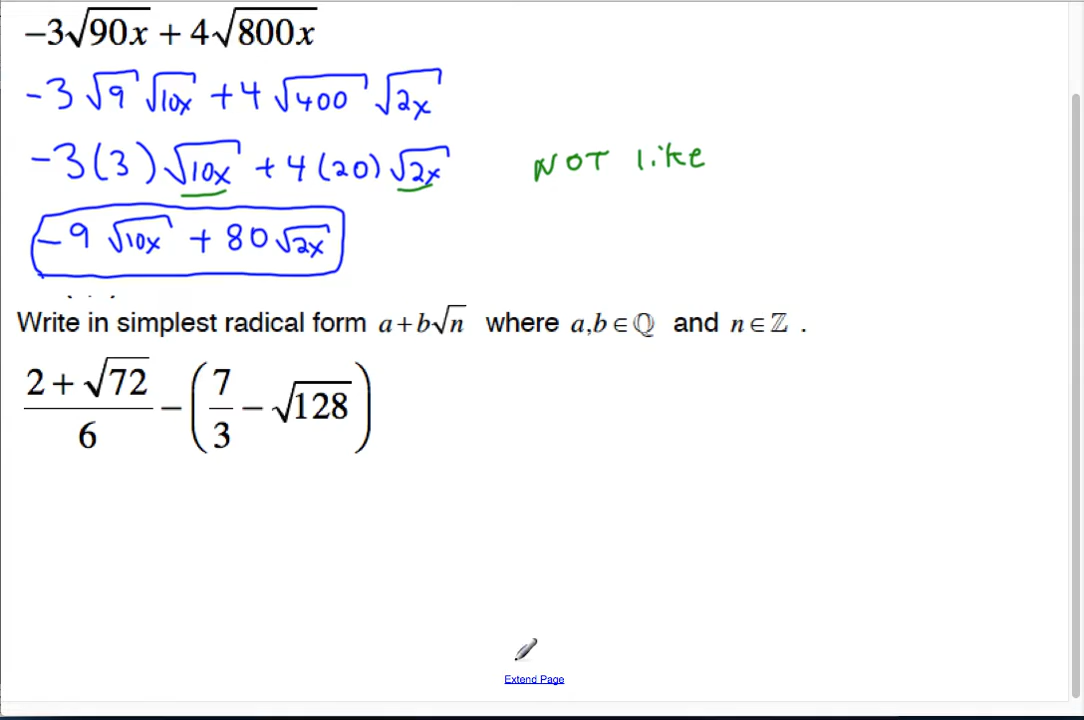 −3√90x + 4√800x
-3 √9 √10x + 4 √400 √2x
-3(3) √10x + 4(20) √2x NOT like
-9 √10x + 80 √2x
Write in simplest radical form a+b√n where a,b∈ℚ and n∈ℤ .
(2+√72)/6 − (7/3 − √128)
Extend Page